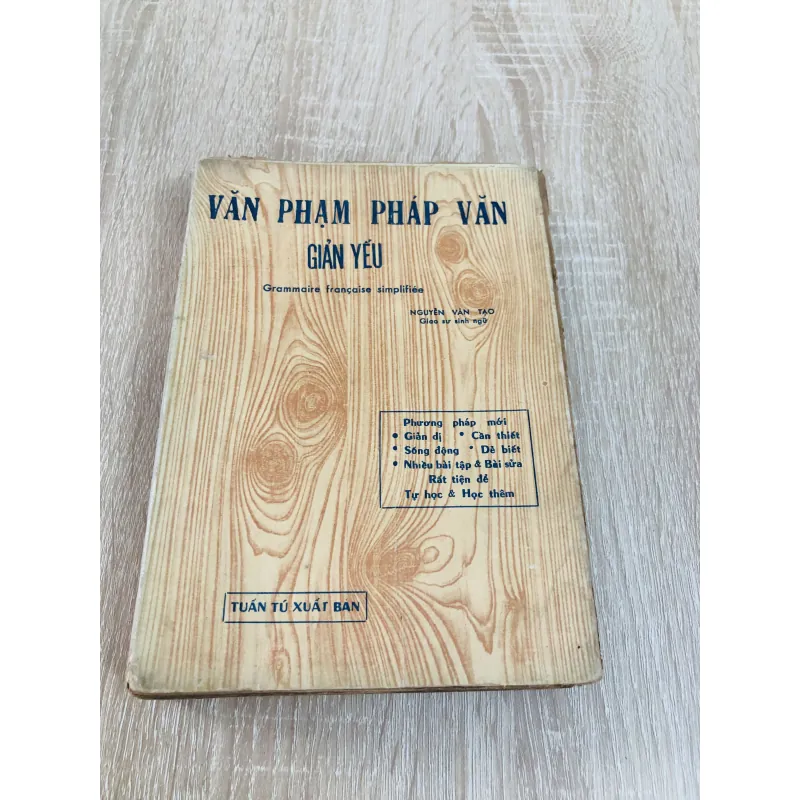 VĂN PHẠM PHÁP VĂN
GIẢN YẾU
Grammaire française simplifiée
NGUYỄN VĂN TẠO
Giáo sư sinh ngữ
Phương pháp mới
• Giản dị • Cần thiết
• Sống động • Dễ biết
• Nhiều bài tập & Bài sửa
Rất tiện để
Tự học & Học thêm
TUẤN TÚ XUẤT BẢN